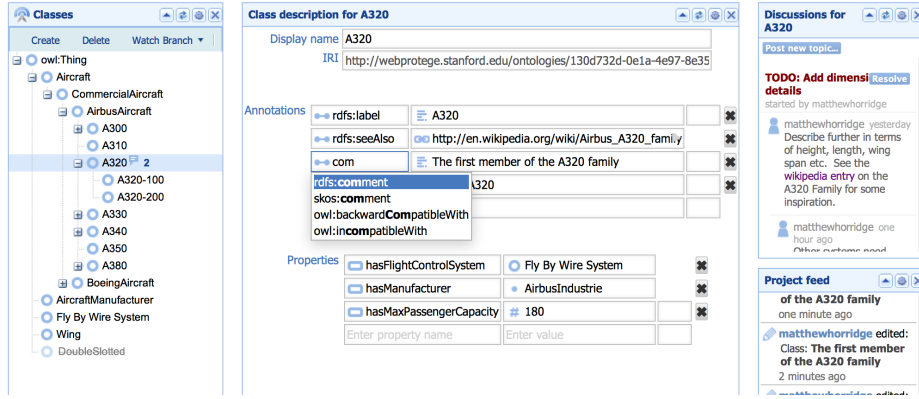 Classes
Create Delete Watch Branch
owl:Thing
Aircraft
CommercialAircraft
AirbusAircraft
A300
A310
A320 2
A320-100
A320-200
A330
A340
A350
A380
BoeingAircraft
AircraftManufacturer
Fly By Wire System
Wing
DoubleSlotted
Class description for A320
Display name A320
IRI http://webprotege.stanford.edu/ontologies/130d732d-0e1a-4e97-8e35
Annotations
rdfs:label A320
rdfs:seeAlso http://en.wikipedia.org/wiki/Airbus_A320_family
com The first member of the A320 family
rdfs:comment
A320
skos:comment
owl:backwardCompatibleWith
owl:incompatibleWith
Properties
hasFlightControlSystem Fly By Wire System
hasManufacturer AirbusIndustrie
hasMaxPassengerCapacity # 180
Enter property name Enter value
Discussions for
A320
Post new topic...
TODO: Add dimensi Resolve
details
started by matthewhorridge
matthewhorridge yesterday
Describe further in terms
of height, length, wing
span etc. See the
wikipedia entry on the
A320 Family for some
inspiration.
matthewhorridge one
hour ago
Other systems need
Project feed
of the A320 family
one minute ago
matthewhorridge edited:
Class: The first member
of the A320 family
2 minutes ago
matthewhorridge edited: